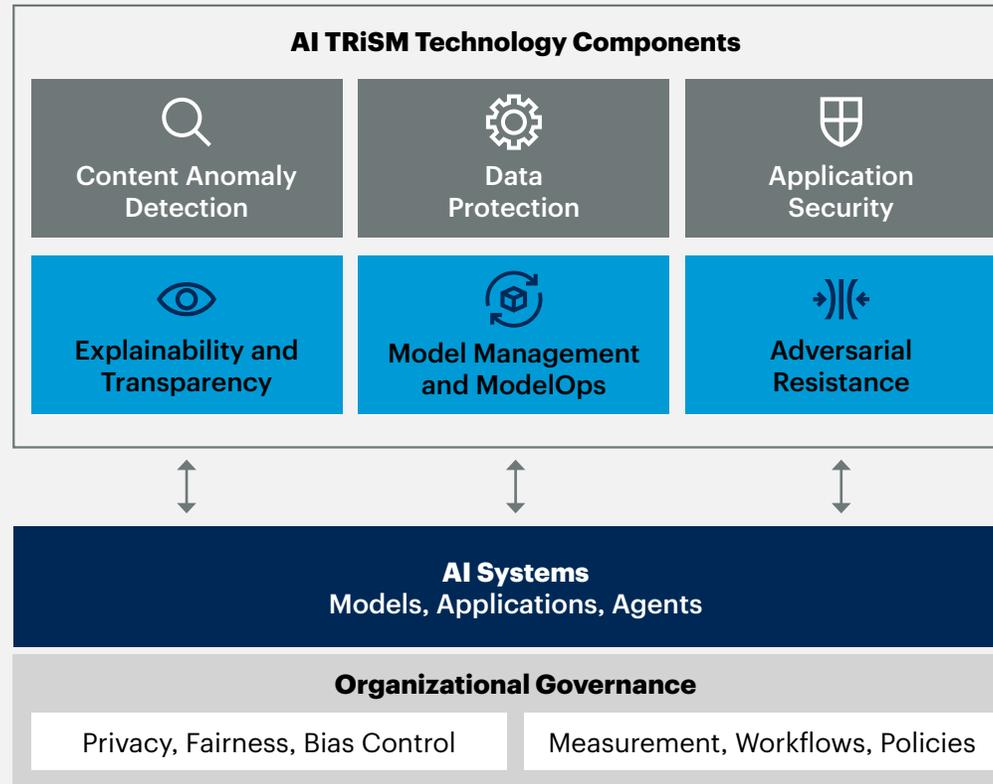 AI TRiSM Technology Components
Content Anomaly
Detection
Data
Protection
Application
Security
Explainability and
Transparency
Model Management
and ModelOps
Adversarial
Resistance
AI Systems
Models, Applications, Agents
Organizational Governance
Privacy, Fairness, Bias Control
Measurement, Workflows, Policies